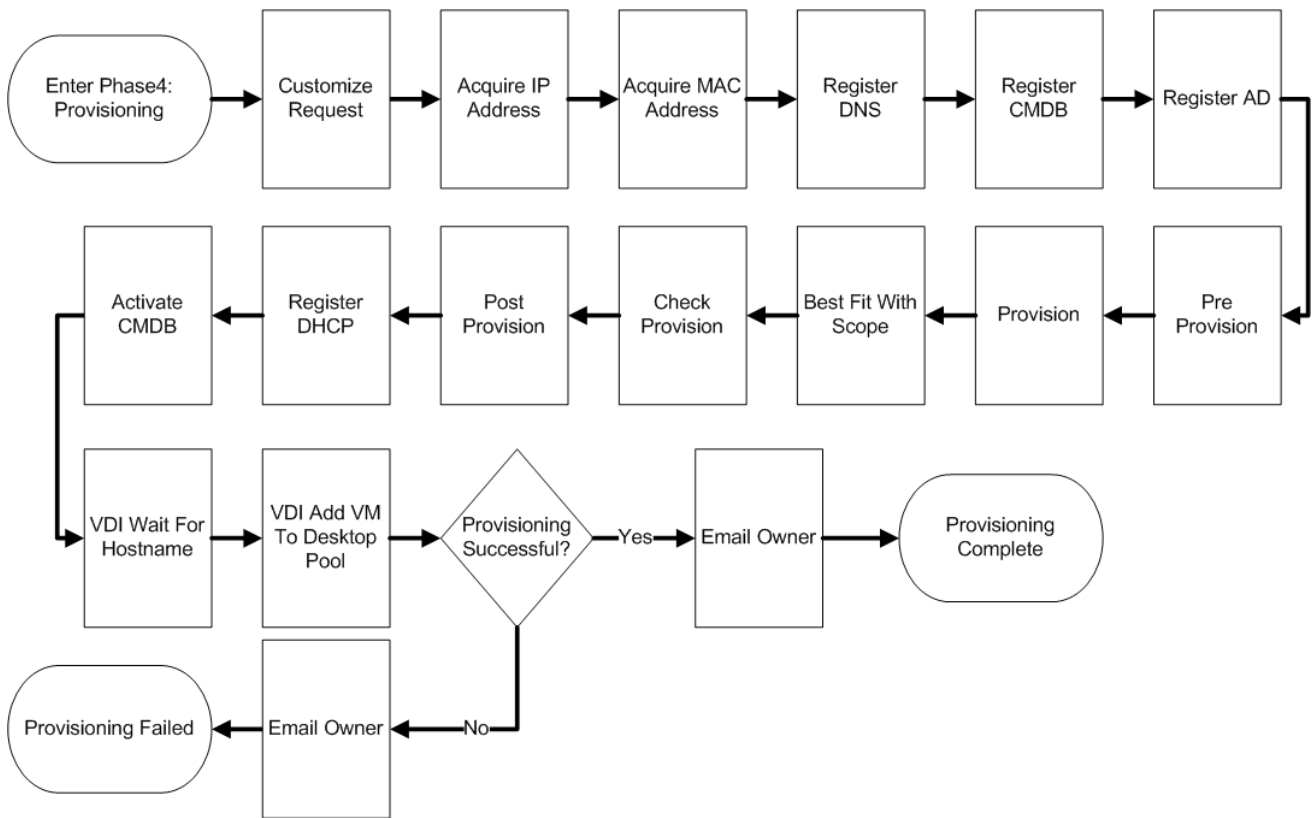 Enter Phase4:
Provisioning
Customize
Request
Acquire IP
Address
Acquire MAC
Address
Register
DNS
Register
CMDB
Register AD
Activate
CMDB
Register
DHCP
Post
Provision
Check
Provision
Best Fit With
Scope
Provision
Pre
Provision
VDI Wait For
Hostname
VDI Add VM
To Desktop
Pool
Provisioning
Successful?
Yes
Email Owner
Provisioning
Complete
Provisioning Failed
Email Owner
No